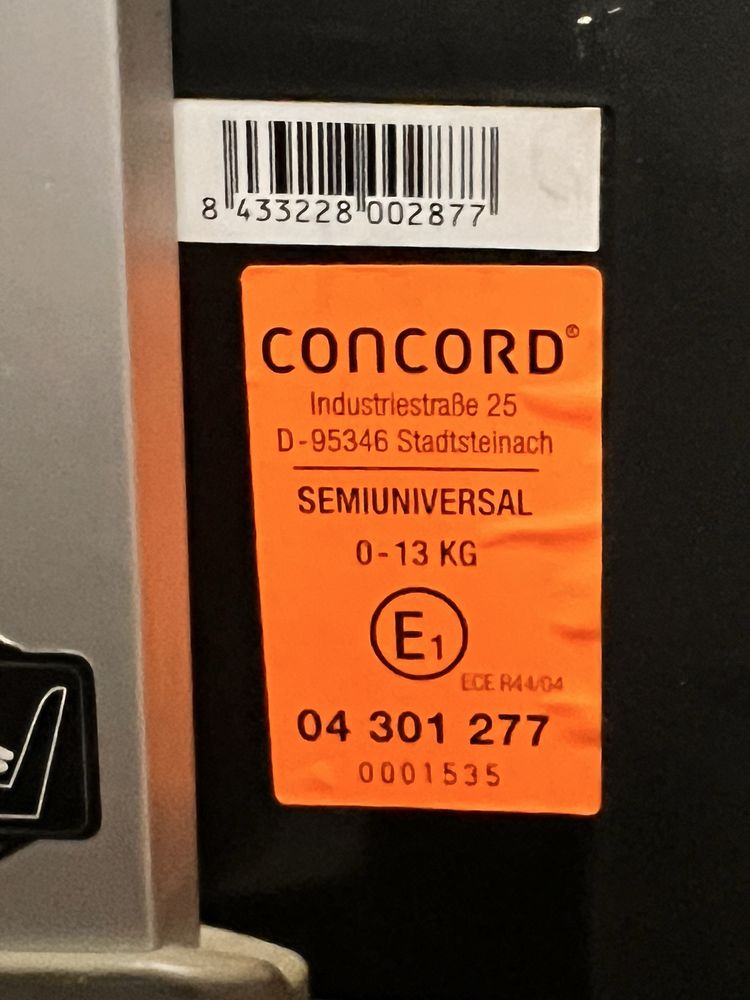 8 433228 002877
CONCORD®
Industriestraße 25
D-95346 Stadtsteinach
SEMIUNIVERSAL
0-13 KG
E1
ECE R44/04
04 301 277
0001535